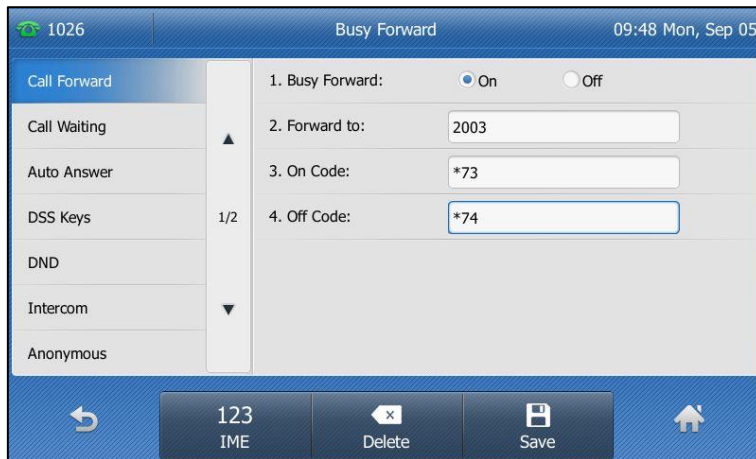 1026 Busy Forward 09:48 Mon, Sep 05
Call Forward
Call Waiting
Auto Answer
DSS Keys
DND
Intercom
Anonymous
1/2
1. Busy Forward: On Off
2. Forward to: 2003
3. On Code: *73
4. Off Code: *74
123
IME Delete Save